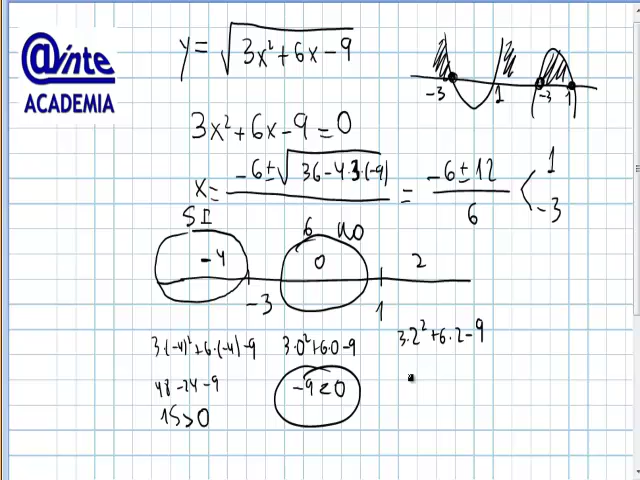 @inte
ACADEMIA
y = √3x²+6x-9
-3 1 -3 1
3x²+6x-9=0
x= -6±√36-4·3·(-9) / = -6±12 / 6 < 1 -3
SI 6 NO
-4 0 2
-3 1
3·(-4)²+6·(-4)-9 3·0²+6·0-9 3·2²+6·2-9
48-24-9 -9<0
15>0